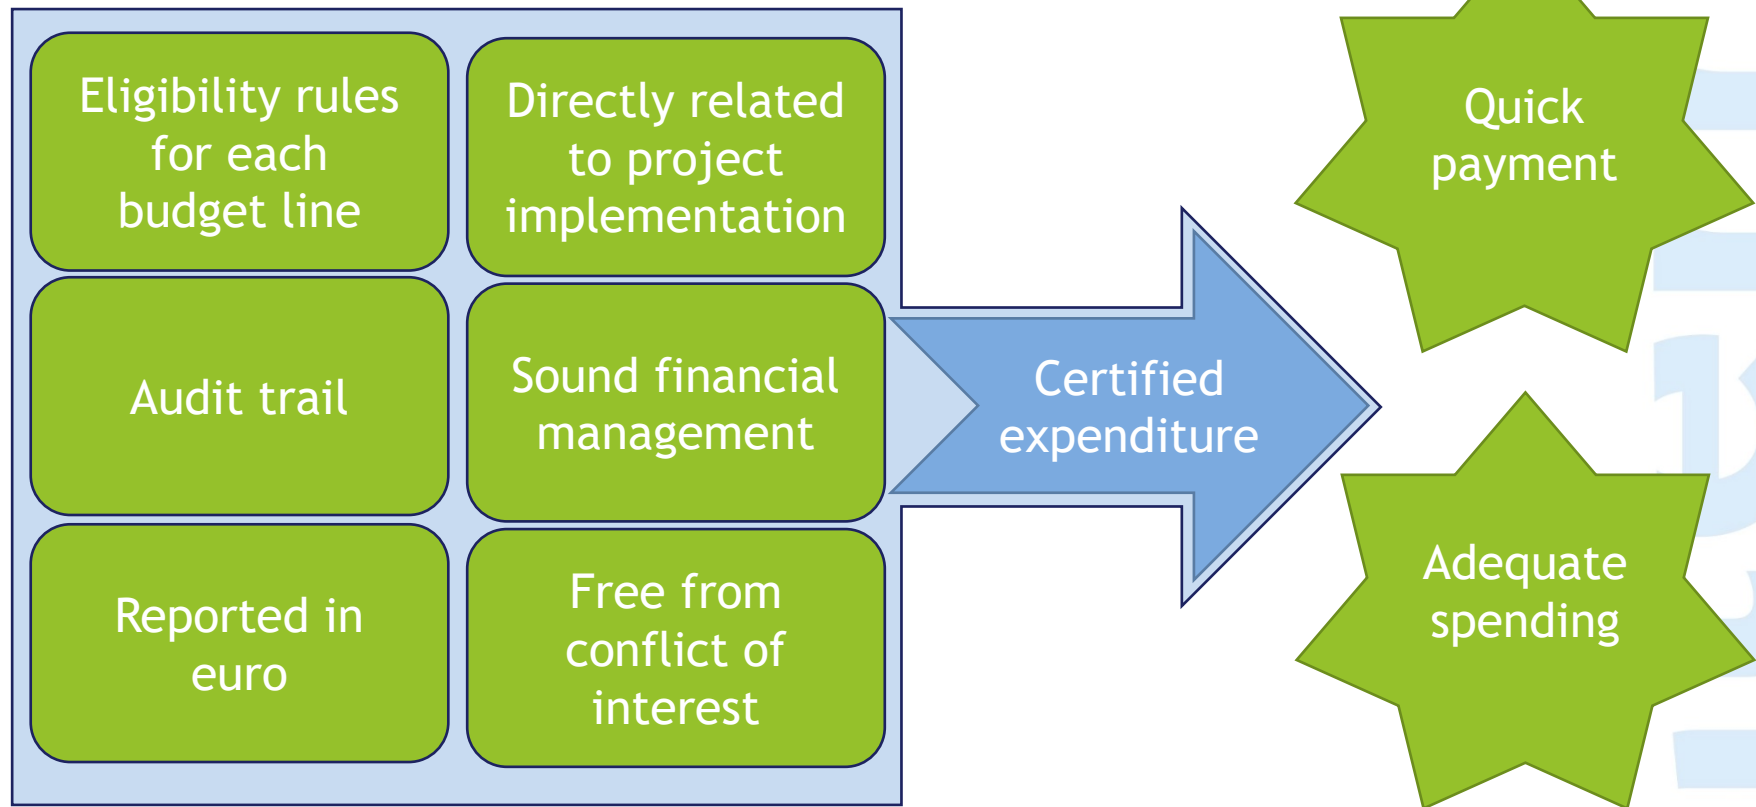 Eligibility rules
for each
budget line
Directly related
to project
implementation
Audit trail
Sound financial
management
Reported in
euro
Free from
conflict of
interest
Certified
expenditure
Quick
payment
Adequate
spending